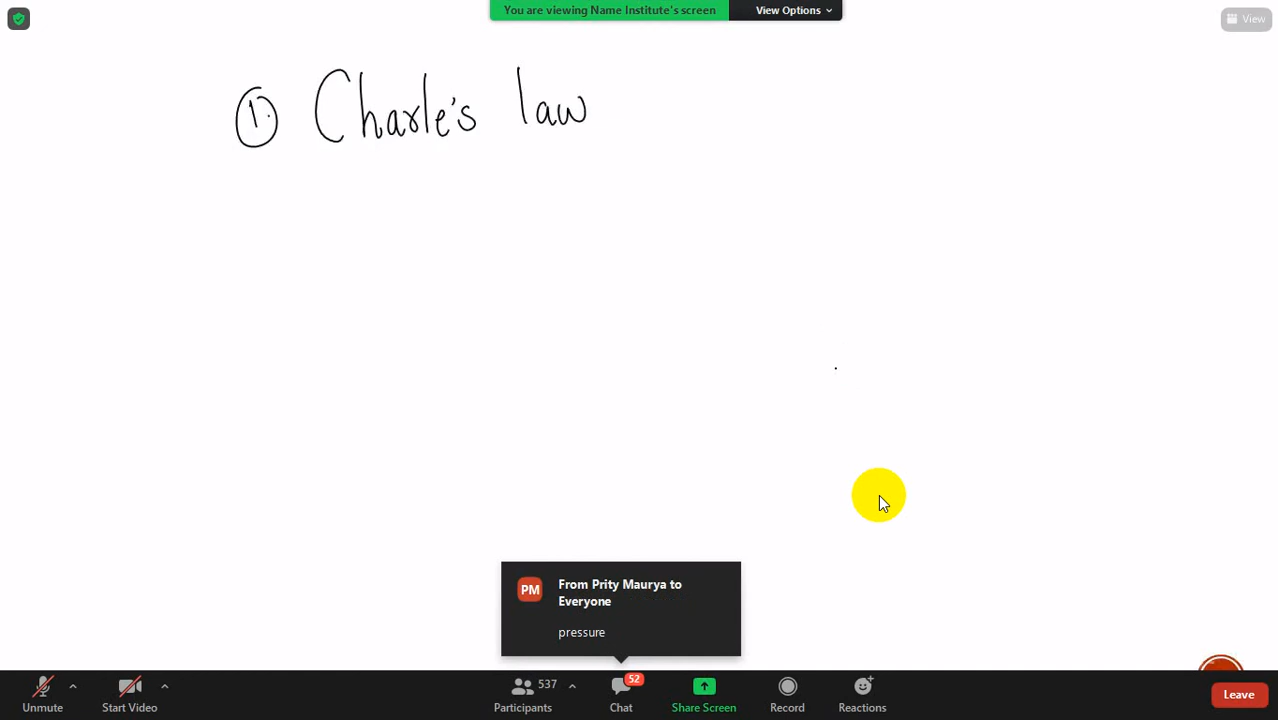 You are viewing Name Institute's screen
View Options
View
1. Charle's law
PM
From Prity Maurya to
Everyone
pressure
Unmute
Start Video
537
Participants
52
Chat
Share Screen
Record
Reactions
Leave